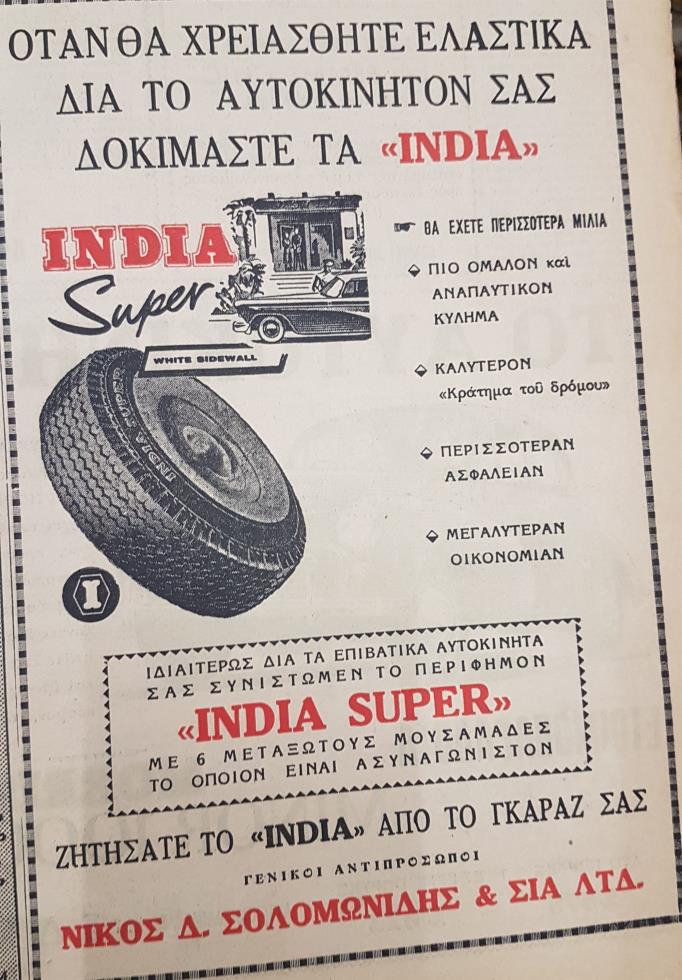 ΟΤΑΝ ΘΑ ΧΡΕΙΑΣΘΗΤΕ ΕΛΑΣΤΙΚΑ
ΔΙΑ ΤΟ ΑΥΤΟΚΙΝΗΤΟΝ ΣΑΣ
ΔΟΚΙΜΑΣΤΕ ΤΑ «INDIA»
INDIA
Super
WHITE SIDEWALL
INDIA SUPER
INDIA
I
ΘΑ ΕΧΕΤΕ ΠΕΡΙΣΣΟΤΕΡΑ ΜΙΛΙΑ
ΠΙΟ ΟΜΑΛΟΝ καὶ
ΑΝΑΠΑΥΤΙΚΟΝ
ΚΥΛΗΜΑ
ΚΑΛΥΤΕΡΟΝ
«Κράτημα τοῦ δρόμου»
ΠΕΡΙΣΣΟΤΕΡΑΝ
ΑΣΦΑΛΕΙΑΝ
ΜΕΓΑΛΥΤΕΡΑΝ
ΟΙΚΟΝΟΜΙΑΝ
ΙΔΙΑΙΤΕΡΩΣ ΔΙΑ ΤΑ ΕΠΙΒΑΤΙΚΑ ΑΥΤΟΚΙΝΗΤΑ
ΣΑΣ ΣΥΝΙΣΤΩΜΕΝ ΤΟ ΠΕΡΙΦΗΜΟΝ
«INDIA SUPER»
ΜΕ 6 ΜΕΤΑΞΩΤΟΥΣ ΜΟΥΣΑΜΑΔΕΣ
ΤΟ ΟΠΟΙΟΝ ΕΙΝΑΙ ΑΣΥΝΑΓΩΝΙΣΤΟΝ
ΖΗΤΗΣΑΤΕ ΤΟ «INDIA» ΑΠΟ ΤΟ ΓΚΑΡΑΖ ΣΑΣ
ΓΕΝΙΚΟΙ ΑΝΤΙΠΡΟΣΩΠΟΙ
ΝΙΚΟΣ Δ. ΣΟΛΟΜΩΝΙΔΗΣ & ΣΙΑ ΛΤΔ.